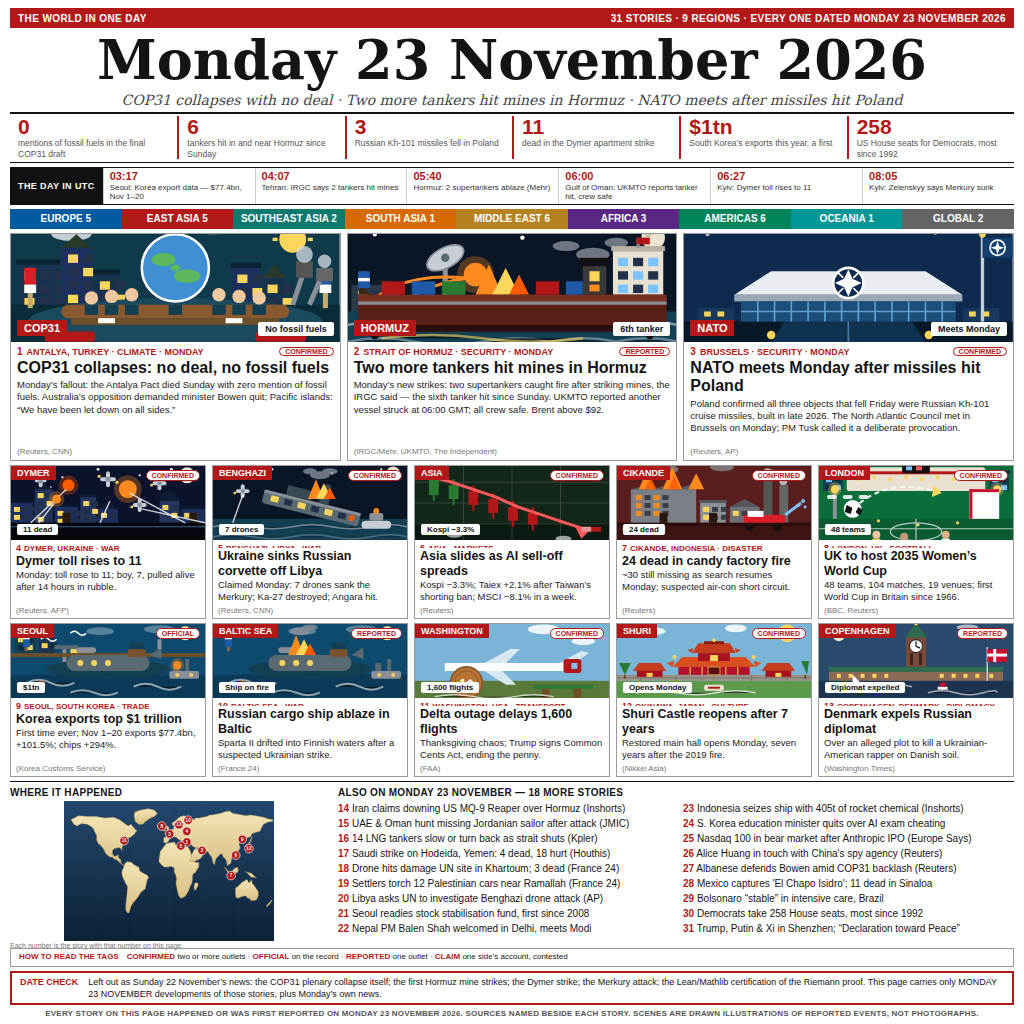 THE WORLD IN ONE DAY
31 STORIES · 9 REGIONS · EVERY ONE DATED MONDAY 23 NOVEMBER 2026
Monday 23 November 2026
COP31 collapses with no deal · Two more tankers hit mines in Hormuz · NATO meets after missiles hit Poland
0
mentions of fossil fuels in the final
COP31 draft
6
tankers hit in and near Hormuz since
Sunday
3
Russian Kh-101 missiles fell in Poland
11
dead in the Dymer apartment strike
$1tn
South Korea's exports this year, a first
258
US House seats for Democrats, most
since 1992
THE DAY IN UTC
03:17
Seoul: Korea export data — $77.4bn,
Nov 1–20
04:07
Tehran: IRGC says 2 tankers hit mines
05:40
Hormuz: 2 supertankers ablaze (Mehr)
06:00
Gulf of Oman: UKMTO reports tanker
hit, crew safe
06:27
Kyiv: Dymer toll rises to 11
08:05
Kyiv: Zelenskyy says Merkury sunk
EUROPE 5
EAST ASIA 5
SOUTHEAST ASIA 2
SOUTH ASIA 1
MIDDLE EAST 6
AFRICA 3
AMERICAS 6
OCEANIA 1
GLOBAL 2
COP31
No fossil fuels
1 ANTALYA, TURKEY · CLIMATE · MONDAY
CONFIRMED
COP31 collapses: no deal, no fossil fuels
Monday's fallout: the Antalya Pact died Sunday with zero mention of fossil
fuels. Australia's opposition demanded minister Bowen quit; Pacific islands:
“We have been let down on all sides.”
(Reuters, CNN)
HORMUZ
6th tanker
2 STRAIT OF HORMUZ · SECURITY · MONDAY
REPORTED
Two more tankers hit mines in Hormuz
Monday's new strikes: two supertankers caught fire after striking mines, the
IRGC said — the sixth tanker hit since Sunday. UKMTO reported another
vessel struck at 06:00 GMT; all crew safe. Brent above $92.
(IRGC/Mehr, UKMTO, The Independent)
NATO
Meets Monday
3 BRUSSELS · SECURITY · MONDAY
CONFIRMED
NATO meets Monday after missiles hit
Poland
Poland confirmed all three objects that fell Friday were Russian Kh-101
cruise missiles, built in late 2026. The North Atlantic Council met in
Brussels on Monday; PM Tusk called it a deliberate provocation.
(Reuters, AP)
DYMER
CONFIRMED
11 dead
4 DYMER, UKRAINE · WAR
Dymer toll rises to 11
Monday: toll rose to 11; boy, 7, pulled alive
after 14 hours in rubble.
(Reuters, AFP)
BENGHAZI
CONFIRMED
7 drones
5 BENGHAZI, LIBYA · WAR
Ukraine sinks Russian
corvette off Libya
Claimed Monday: 7 drones sank the
Merkury; Ka-27 destroyed; Angara hit.
(Reuters, CNN)
ASIA
CONFIRMED
Kospi −3.3%
6 ASIA · MARKETS
Asia slides as AI sell-off
spreads
Kospi −3.3%; Taiex +2.1% after Taiwan's
shorting ban; MSCI −8.1% in a week.
(Reuters)
CIKANDE
CONFIRMED
24 dead
7 CIKANDE, INDONESIA · DISASTER
24 dead in candy factory fire
~30 still missing as search resumes
Monday; suspected air-con short circuit.
(Reuters)
LONDON
CONFIRMED
48 teams
8 LONDON, UK · FOOTBALL
UK to host 2035 Women's
World Cup
48 teams, 104 matches, 19 venues; first
World Cup in Britain since 1966.
(BBC, Reuters)
SEOUL
OFFICIAL
$1tn
9 SEOUL, SOUTH KOREA · TRADE
Korea exports top $1 trillion
First time ever; Nov 1–20 exports $77.4bn,
+101.5%; chips +294%.
(Korea Customs Service)
BALTIC SEA
REPORTED
Ship on fire
10 BALTIC SEA · WAR
Russian cargo ship ablaze in
Baltic
Sparta II drifted into Finnish waters after a
suspected Ukrainian strike.
(France 24)
WASHINGTON
CONFIRMED
1,600 flights
11 WASHINGTON, USA · TRANSPORT
Delta outage delays 1,600
flights
Thanksgiving chaos; Trump signs Common
Cents Act, ending the penny.
(FAA)
SHURI
CONFIRMED
Opens Monday
12 OKINAWA, JAPAN · CULTURE
Shuri Castle reopens after 7
years
Restored main hall opens Monday, seven
years after the 2019 fire.
(Nikkei Asia)
COPENHAGEN
REPORTED
Diplomat expelled
13 COPENHAGEN, DENMARK · DIPLOMACY
Denmark expels Russian
diplomat
Over an alleged plot to kill a Ukrainian-
American rapper on Danish soil.
(Washington Times)
WHERE IT HAPPENED
Each number is the story with that number on this page.
ALSO ON MONDAY 23 NOVEMBER — 18 MORE STORIES
14 Iran claims downing US MQ-9 Reaper over Hormuz (Inshorts)
15 UAE & Oman hunt missing Jordanian sailor after attack (JMIC)
16 14 LNG tankers slow or turn back as strait shuts (Kpler)
17 Saudi strike on Hodeida, Yemen: 4 dead, 18 hurt (Houthis)
18 Drone hits damage UN site in Khartoum; 3 dead (France 24)
19 Settlers torch 12 Palestinian cars near Ramallah (France 24)
20 Libya asks UN to investigate Benghazi drone attack (AP)
21 Seoul readies stock stabilisation fund, first since 2008
22 Nepal PM Balen Shah welcomed in Delhi, meets Modi
23 Indonesia seizes ship with 405t of rocket chemical (Inshorts)
24 S. Korea education minister quits over AI exam cheating
25 Nasdaq 100 in bear market after Anthropic IPO (Europe Says)
26 Alice Huang in touch with China's spy agency (Reuters)
27 Albanese defends Bowen amid COP31 backlash (Reuters)
28 Mexico captures 'El Chapo Isidro'; 11 dead in Sinaloa
29 Bolsonaro “stable” in intensive care, Brazil
30 Democrats take 258 House seats, most since 1992
31 Trump, Putin & Xi in Shenzhen; “Declaration toward Peace”
HOW TO READ THE TAGS CONFIRMED two or more outlets · OFFICIAL on the record · REPORTED one outlet · CLAIM one side's account, contested
DATE CHECK
Left out as Sunday 22 November's news: the COP31 plenary collapse itself; the first Hormuz mine strikes; the Dymer strike; the Merkury attack; the Lean/Mathlib certification of the Riemann proof. This page carries only MONDAY
23 NOVEMBER developments of those stories, plus Monday's own news.
EVERY STORY ON THIS PAGE HAPPENED OR WAS FIRST REPORTED ON MONDAY 23 NOVEMBER 2026. SOURCES NAMED BESIDE EACH STORY. SCENES ARE DRAWN ILLUSTRATIONS OF REPORTED EVENTS, NOT PHOTOGRAPHS.